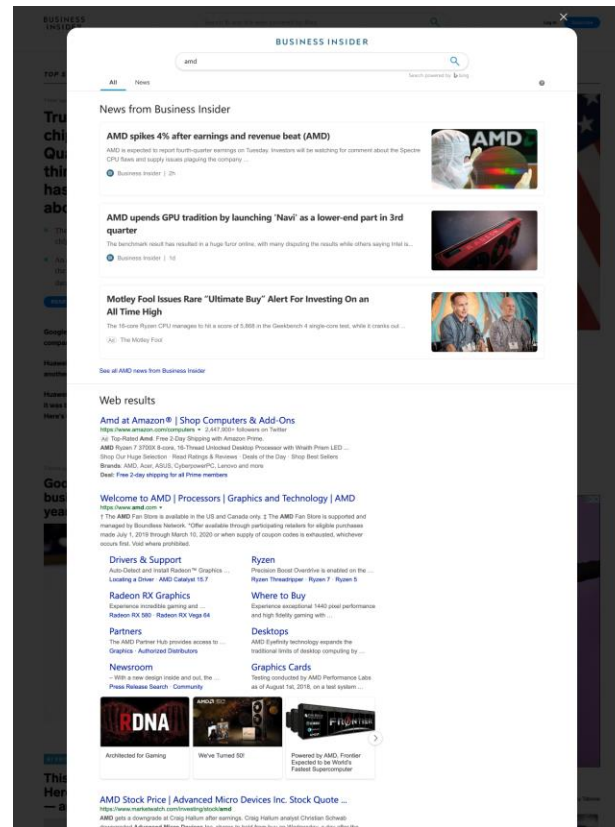 BUSINESS
INSIDER
BUSINESS INSIDER
amd
Search powered by bing
All News
News from Business Insider
AMD spikes 4% after earnings and revenue beat (AMD)
AMD is expected to report fourth-quarter earnings on Tuesday. Investors will be watching for comment about the Spectre
CPU flaws and supply issues plaguing the company ...
Business Insider | 2h
AMD
AMD upends GPU tradition by launching 'Navi' as a lower-end part in 3rd
quarter
The benchmark result has resulted in a huge furor online, with many disputing the results while others saying Intel is...
Business Insider | 1d
Motley Fool Issues Rare "Ultimate Buy" Alert For Investing On an
All Time High
The 16-core Ryzen CPU manages to hit a score of 5,868 in the Geekbench 4 single-core test, while it cranks out ...
Ad The Motley Fool
See all AMD news from Business Insider
Web results
Amd at Amazon® | Shop Computers & Add-Ons
https://www.amazon.com/computers 2,447,900+ followers on Twitter
Ad Top-Rated Amd. Free 2-Day Shipping with Amazon Prime.
AMD Ryzen 7 3700X 8-core, 16-Thread Unlocked Desktop Processor with Wraith Prism LED ...
Shop Our Huge Selection · Read Ratings & Reviews · Deals of the Day · Shop Best Sellers
Brands: AMD, Acer, ASUS, CyberpowerPC, Lenovo and more
Deal: Free 2-day shipping for all Prime members
Welcome to AMD | Processors | Graphics and Technology | AMD
https://www.amd.com
† The AMD Fan Store is available in the US and Canada only. ‡ The AMD Fan Store is supported and
managed by Boundless Network. *Offer available through participating retailers for eligible purchases
made July 1, 2019 through March 10, 2020 or when supply of coupon codes is exhausted, whichever
occurs first. Void where prohibited.
Drivers & Support
Auto-Detect and Install Radeon™ Graphics ...
Locating a Driver · AMD Catalyst 15.7
Ryzen
Precision Boost Overdrive is enabled on the ...
Ryzen Threadripper · Ryzen 7 · Ryzen 5
Radeon RX Graphics
Experience incredible gaming and ...
Radeon RX 580 · Radeon RX Vega 64
Where to Buy
Experience exceptional 1440 pixel performance
and high fidelity gaming with ...
Partners
The AMD Partner Hub provides access to ...
Graphics · Authorized Distributors
Desktops
AMD Eyefinity technology expands the
traditional limits of desktop computing by ...
Newsroom
– With a new design inside and out, the ...
Press Release Search · Community
Graphics Cards
Testing conducted by AMD Performance Labs
as of August 1st, 2018, on a test system ...
RDNA
AMD 50
FRONTIER
Architected for Gaming
We've Turned 50!
Powered by AMD, Frontier
Expected to be World's
Fastest Supercomputer
AMD Stock Price | Advanced Micro Devices Inc. Stock Quote ...
https://www.marketwatch.com/investing/stock/amd
AMD gets a downgrade at Craig Hallum after earnings. Craig Hallum analyst Christian Schwab